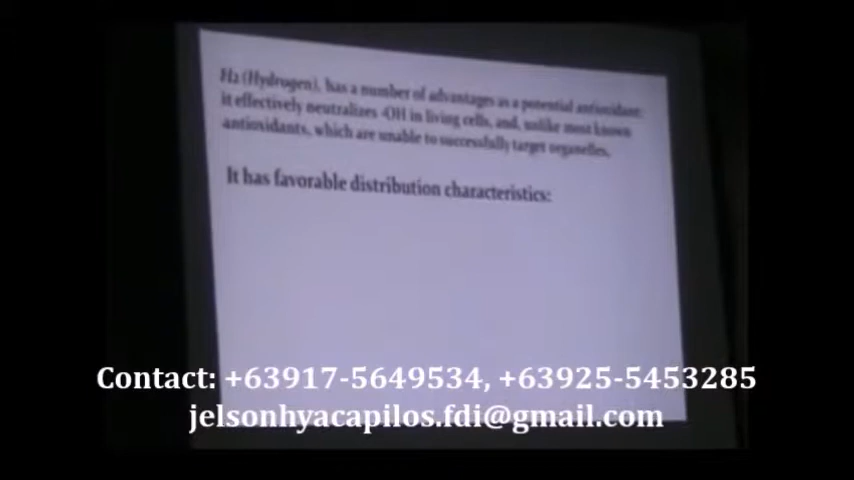 H2 (Hydrogen), has a number of advantages as a potential antioxidant:
it effectively neutralizes ·OH in living cells, and, unlike most known
antioxidants, which are unable to successfully target organelles,
It has favorable distribution characteristics:
Contact: +63917-5649534, +63925-5453285
jelsonhyacapilos.fdi@gmail.com